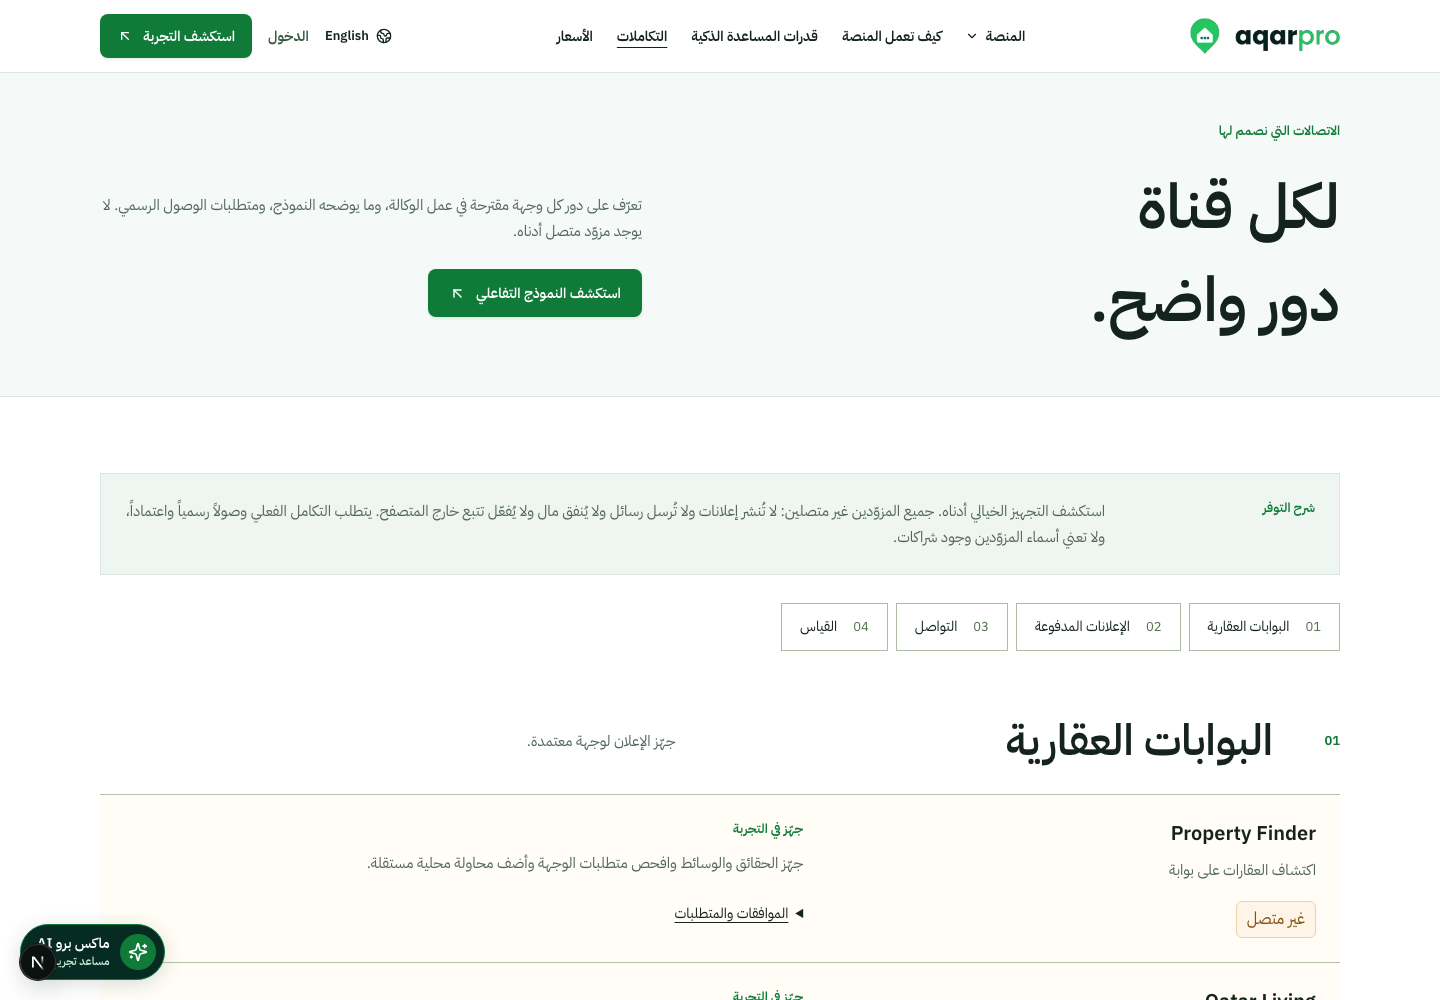 aqarpro
المنصة
كيف تعمل المنصة
قدرات المساعدة الذكية
التكاملات
الأسعار
English
الدخول
استكشف التجربة
الاتصالات التي نصمم لها
لكل قناة
دور واضح.
تعرّف على دور كل وجهة مقترحة في عمل الوكالة، وما يوضحه النموذج، ومتطلبات الوصول الرسمي. لا
يوجد مزوّد متصل أدناه.
استكشف النموذج التفاعلي
شرح التوفر
استكشف التجهيز الخيالي أدناه. جميع المزوّدين غير متصلين: لا تُنشر إعلانات ولا تُرسل رسائل ولا يُنفق مال ولا يُفعّل تتبع خارج المتصفح. يتطلب التكامل الفعلي وصولاً رسمياً واعتماداً،
ولا تعني أسماء المزوّدين وجود شراكات.
01 البوابات العقارية
02 الإعلانات المدفوعة
03 التواصل
04 القياس
01
البوابات العقارية
جهّز الإعلان لوجهة معتمدة.
Property Finder
اكتشاف العقارات على بوابة
غير متصل
جهّز في التجربة
جهّز الحقائق والوسائط وافحص متطلبات الوجهة وأضف محاولة محلية مستقلة.
الموافقات والمتطلبات
Qatar Living
جهّز في التجربة
ماكس برو AI
مساعد
N